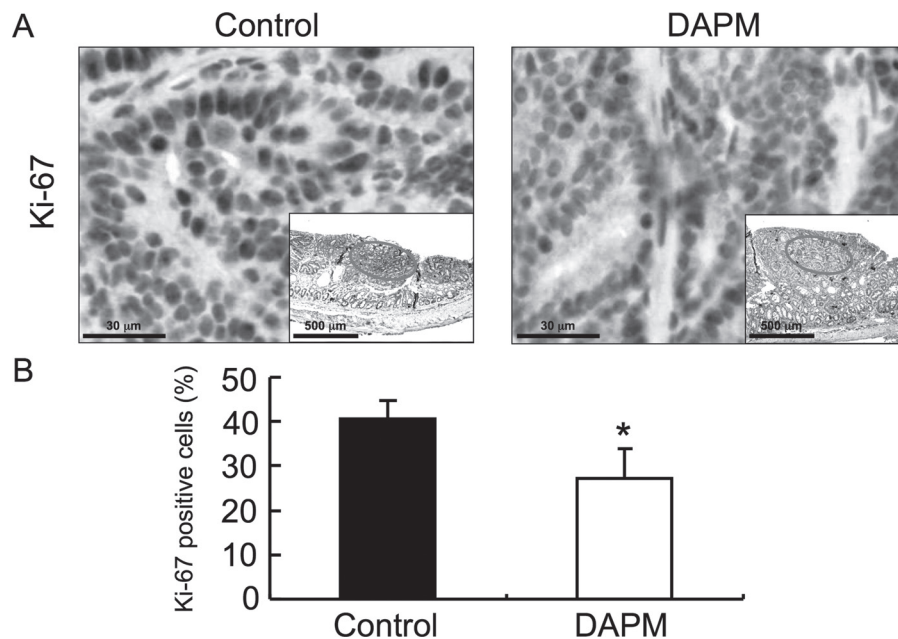 A
Control
DAPM
Ki-67
30 µm
500 µm
30 µm
500 µm
B
Ki-67 positive cells (%)
50
40
30
20
10
0
*
Control
DAPM